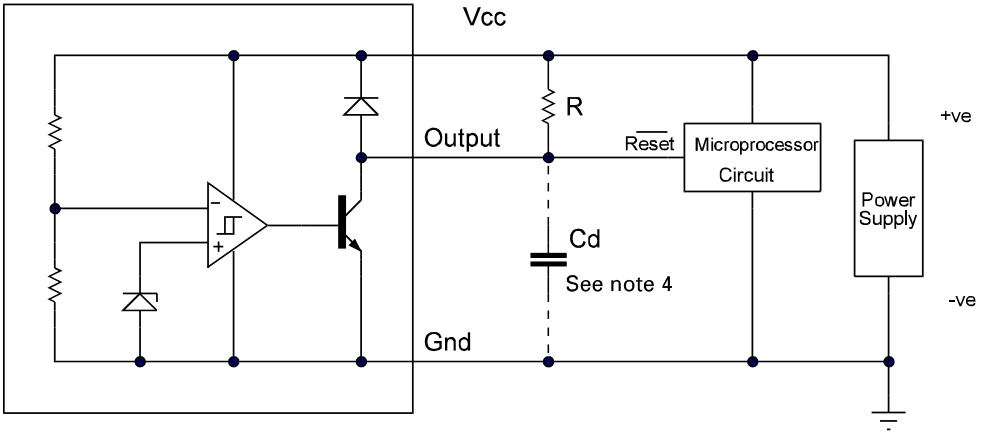 Vcc
+ve
R
Output
Reset
Microprocessor
Circuit
Power
Supply
−
+
Cd
See note 4
-ve
Gnd